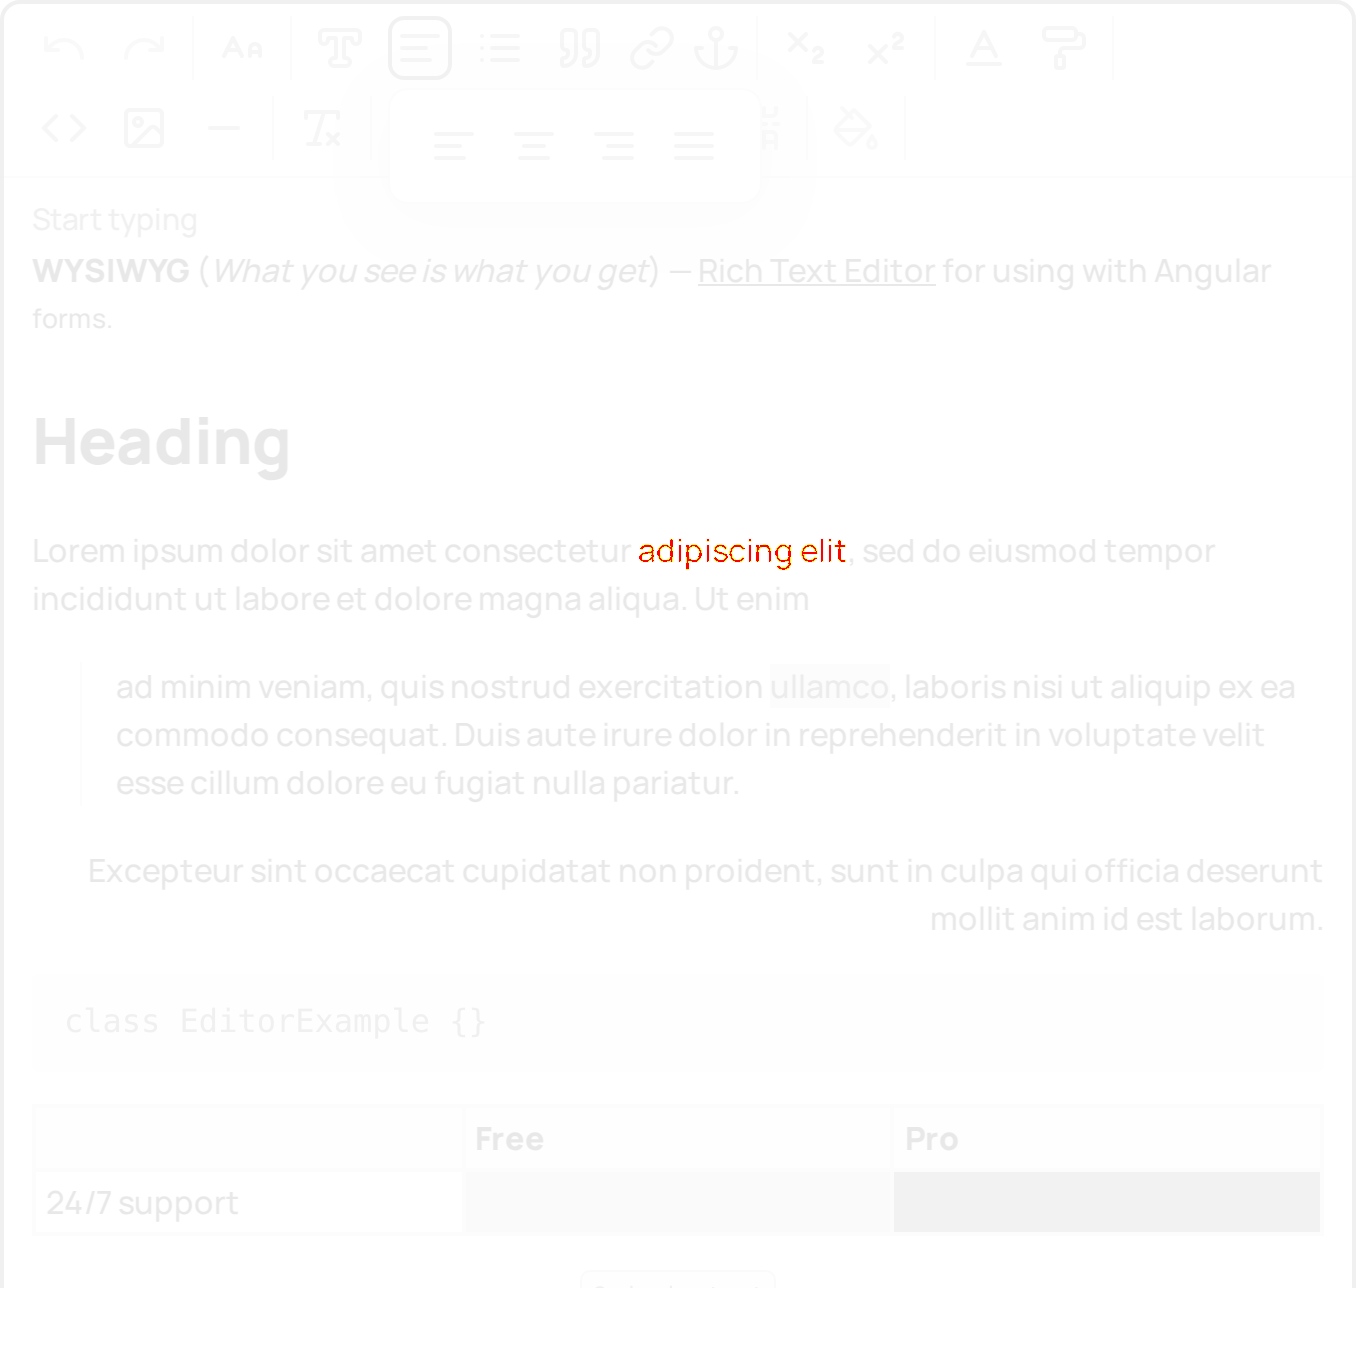 Start typing
WYSIWYG (What you see is what you get) — Rich Text Editor for using with Angular
forms.
Heading
Lorem ipsum dolor sit amet consectetur adipiscing elit, sed do eiusmod tempor
incididunt ut labore et dolore magna aliqua. Ut enim
ad minim veniam, quis nostrud exercitation ullamco, laboris nisi ut aliquip ex ea
commodo consequat. Duis aute irure dolor in reprehenderit in voluptate velit
esse cillum dolore eu fugiat nulla pariatur.
Excepteur sint occaecat cupidatat non proident, sunt in culpa qui officia deserunt
mollit anim id est laborum.
class EditorExample {}
Free Pro
24/7 support